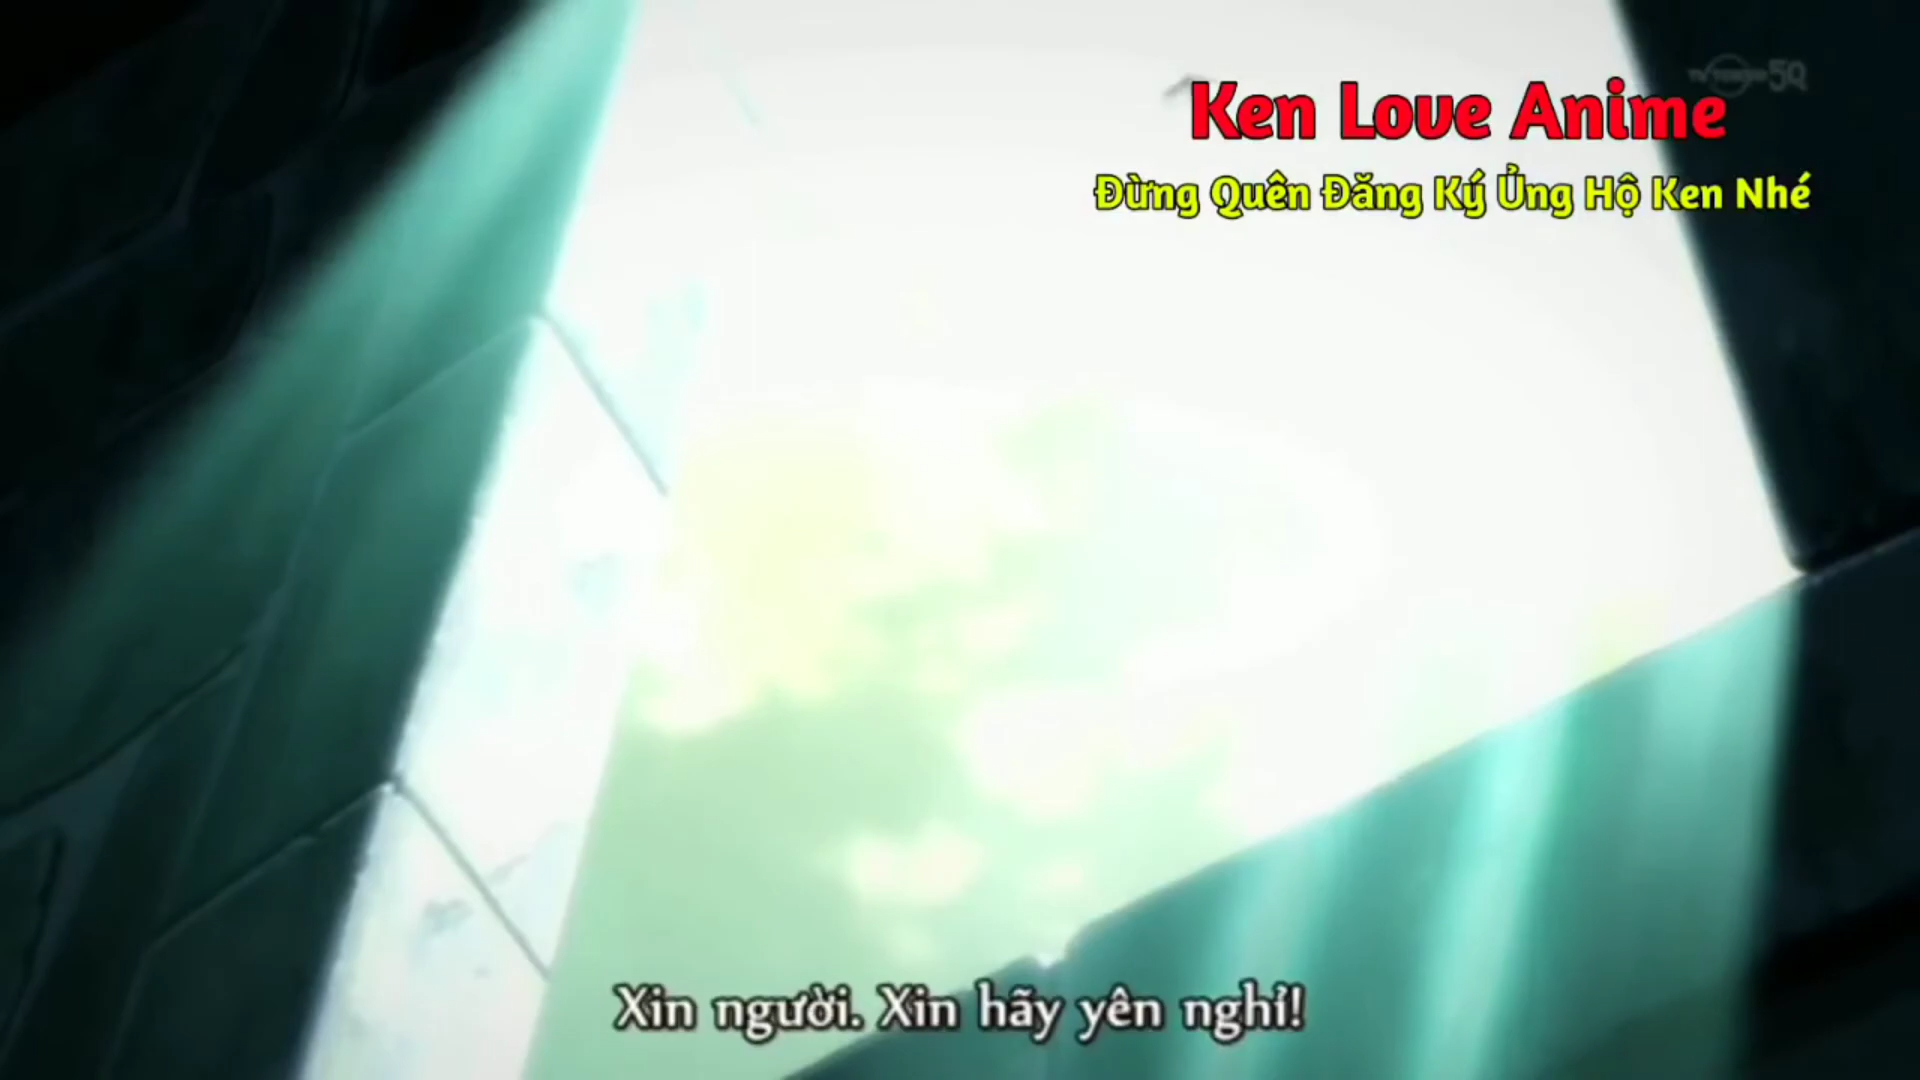 Ken Love Anime
Đừng Quên Đăng Ký Ủng Hộ Ken Nhé
Xin người. Xin hãy yên nghỉ!